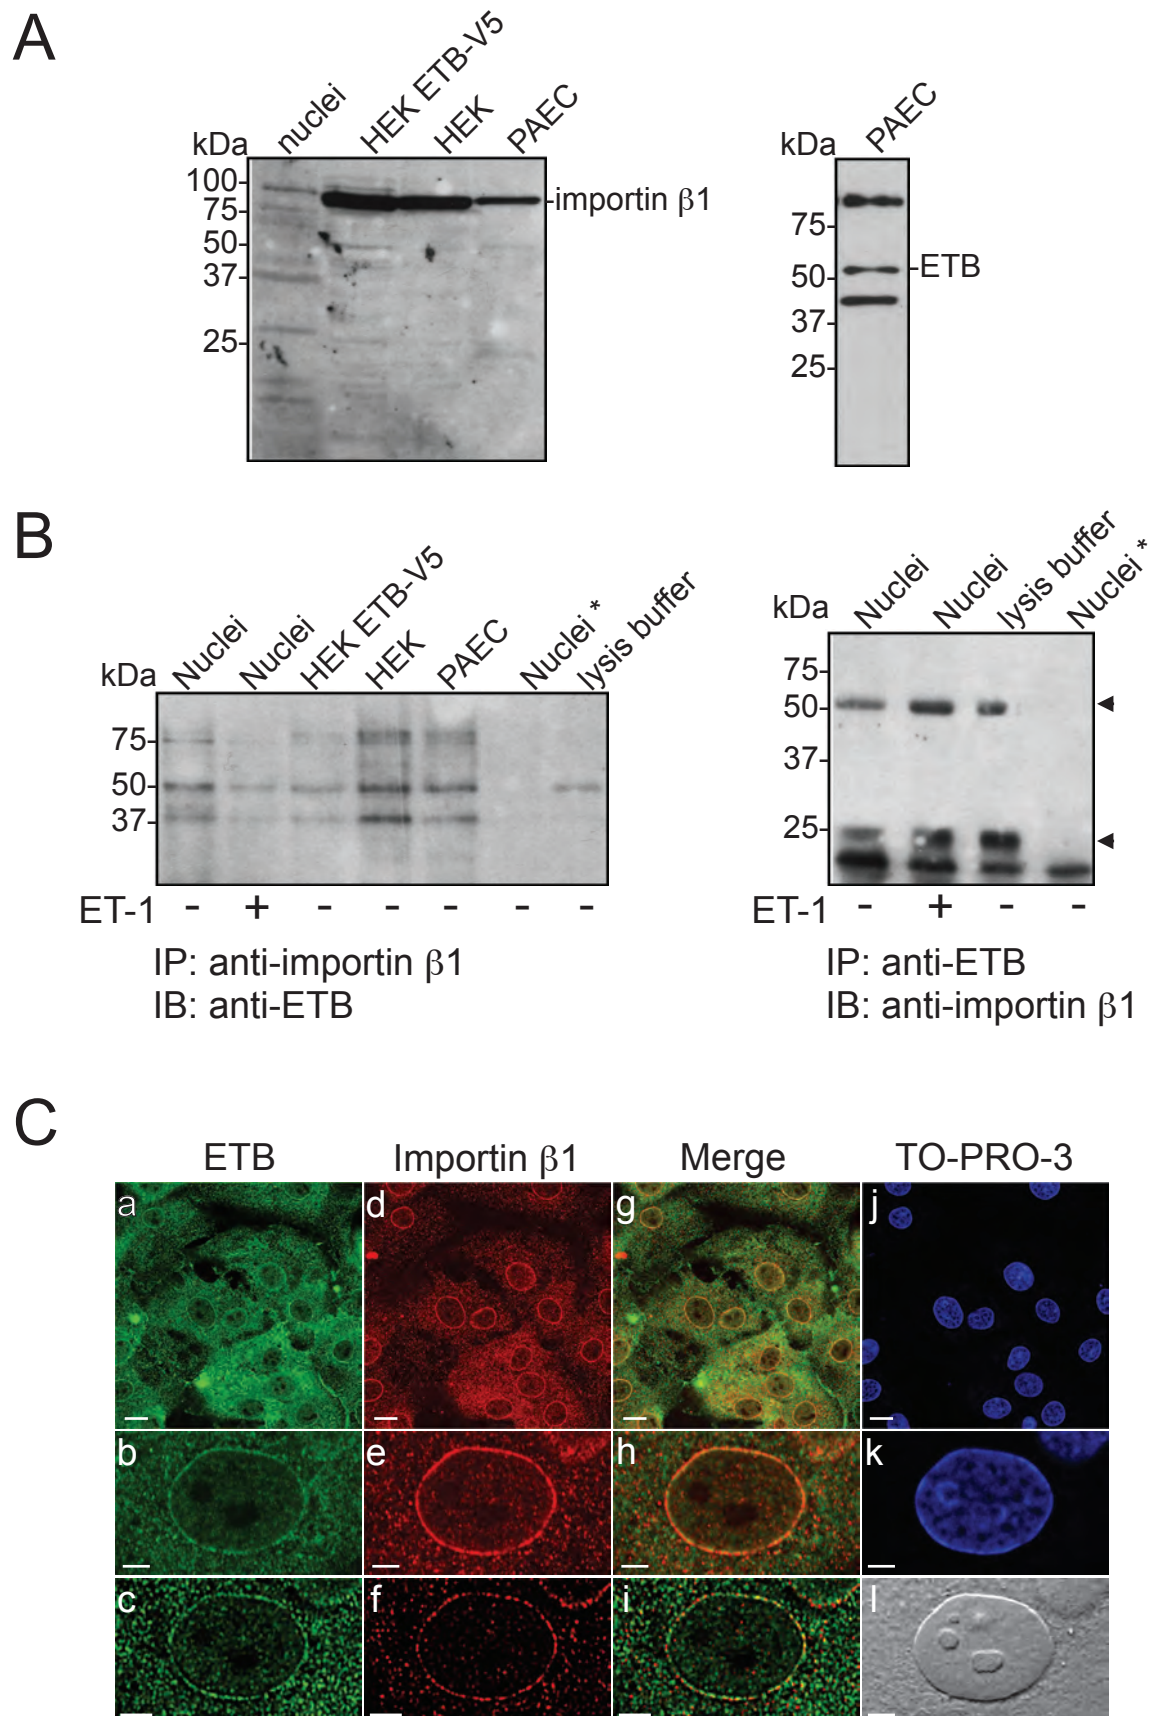 A
kDa nuclei HEK ETB-V5 HEK PAEC
100-
75-
50-
37-
25-
-importin β1
kDa PAEC
75-
50-
37-
25-
-ETB
B
kDa Nuclei Nuclei HEK ETB-V5 HEK PAEC Nuclei * lysis buffer
75-
50-
37-
ET-1 - + - - - - -
IP: anti-importin β1
IB: anti-ETB
kDa Nuclei Nuclei lysis buffer Nuclei *
75-
50-
37-
25-
ET-1 - + - -
IP: anti-ETB
IB: anti-importin β1
C
ETB Importin β1 Merge TO-PRO-3
a d g j
b e h k
c f i l